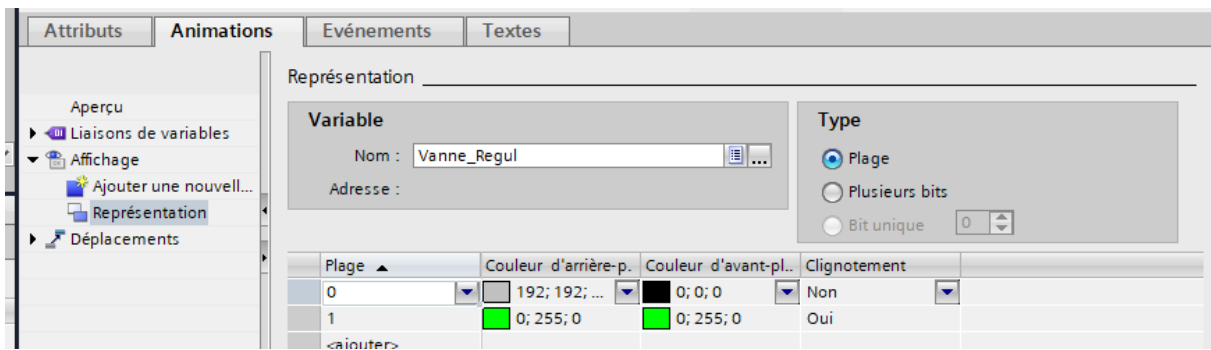 Attributs Animations Evénements Textes
Représentation
Aperçu
Liaisons de variables
Affichage
Ajouter une nouvell...
Représentation
Déplacements
Variable
Nom : Vanne_Regul ...
Adresse :
Type
Plage
Plusieurs bits
Bit unique 0
Plage Couleur d'arrière-p. Couleur d'avant-pl.. Clignotement
0 192; 192; ... 0; 0; 0 Non
1 0; 255; 0 0; 255; 0 Oui
<ajouter>